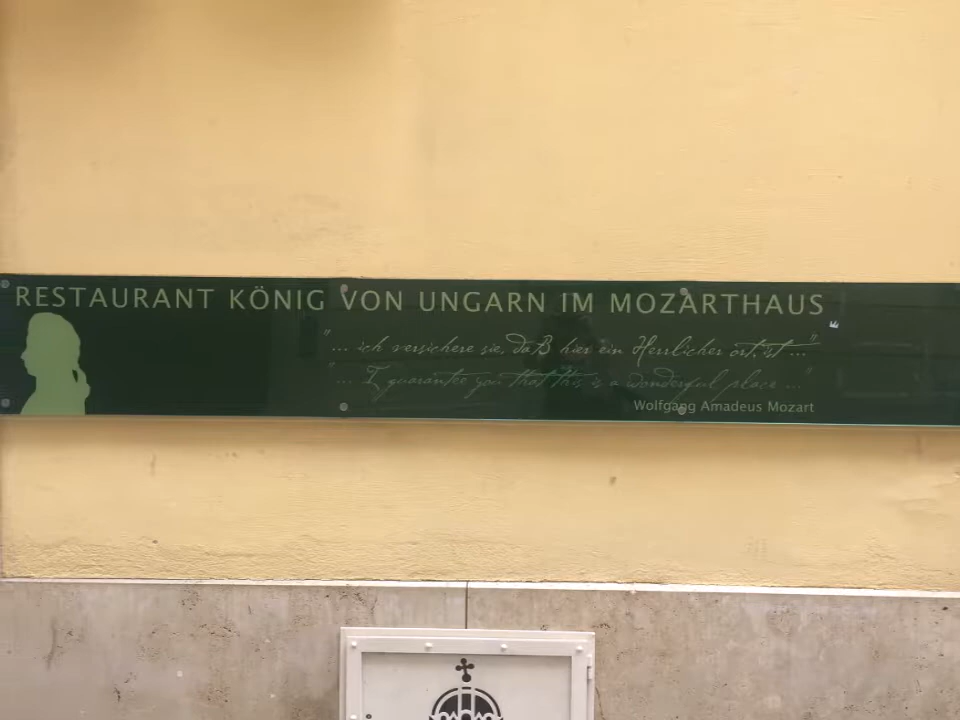 RESTAURANT KÖNIG VON UNGARN IM MOZARTHAUS
"... ich versichere sie, daß hier ein Herrlicher ort ist ..."
"... I guarantee you that this is a wonderful place ..."
Wolfgang Amadeus Mozart